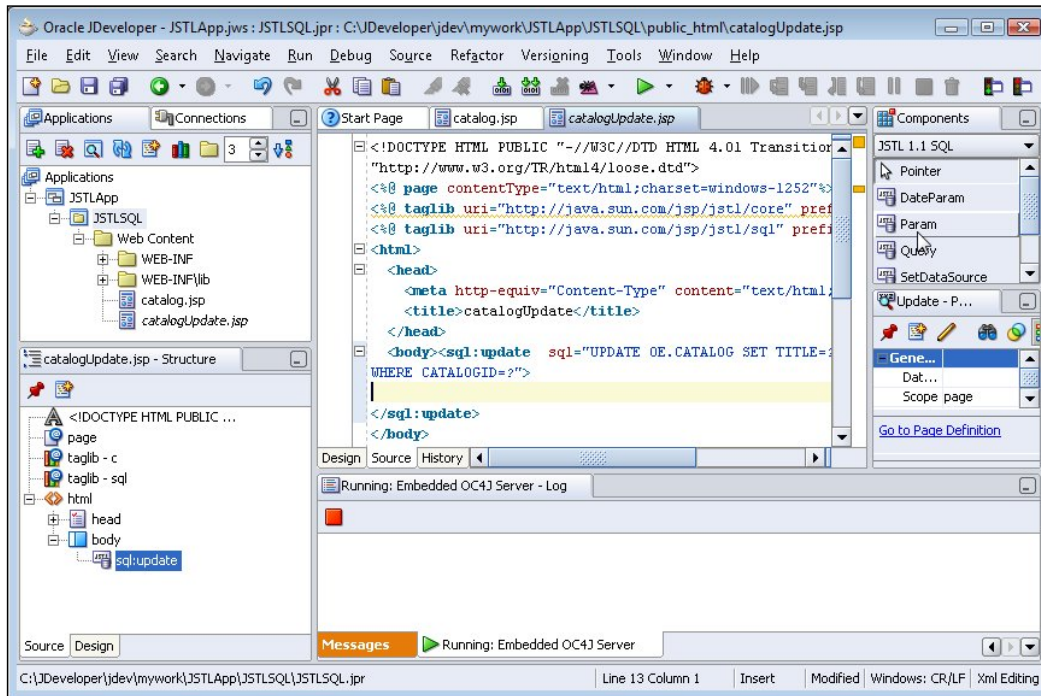 Oracle JDeveloper - JSTLApp.jws : JSTLSQL.jpr : C:\JDeveloper\jdev\mywork\JSTLApp\JSTLSQL\public_html\catalogUpdate.jsp
File Edit View Search Navigate Run Debug Source Refactor Versioning Tools Window Help
Applications
Connections
3
Applications
JSTLApp
JSTLSQL
Web Content
WEB-INF
WEB-INF\lib
catalog.jsp
catalogUpdate.jsp
catalogUpdate.jsp - Structure
<!DOCTYPE HTML PUBLIC ...
page
taglib - c
taglib - sql
html
head
body
sql:update
Source Design
Start Page
catalog.jsp
catalogUpdate.jsp
<!DOCTYPE HTML PUBLIC "-//W3C//DTD HTML 4.01 Transition
"http://www.w3.org/TR/html4/loose.dtd">
<%@ page contentType="text/html;charset=windows-1252"%>
<%@ taglib uri="http://java.sun.com/jsp/jstl/core" prefi
<%@ taglib uri="http://java.sun.com/jsp/jstl/sql" prefi
<html>
<head>
<meta http-equiv="Content-Type" content="text/html;
<title>catalogUpdate</title>
</head>
<body><sql:update sql="UPDATE OE.CATALOG SET TITLE=?
WHERE CATALOGID=?">
</sql:update>
</body>
Design Source History
Components
JSTL 1.1 SQL
Pointer
DateParam
Param
Query
SetDataSource
Update - P...
Gene...
Dat...
Scope page
Go to Page Definition
Running: Embedded OC4J Server - Log
Messages
Running: Embedded OC4J Server
C:\JDeveloper\jdev\mywork\JSTLApp\JSTLSQL\JSTLSQL.jpr
Line 13 Column 1
Insert
Modified
Windows: CR/LF
Xml Editing